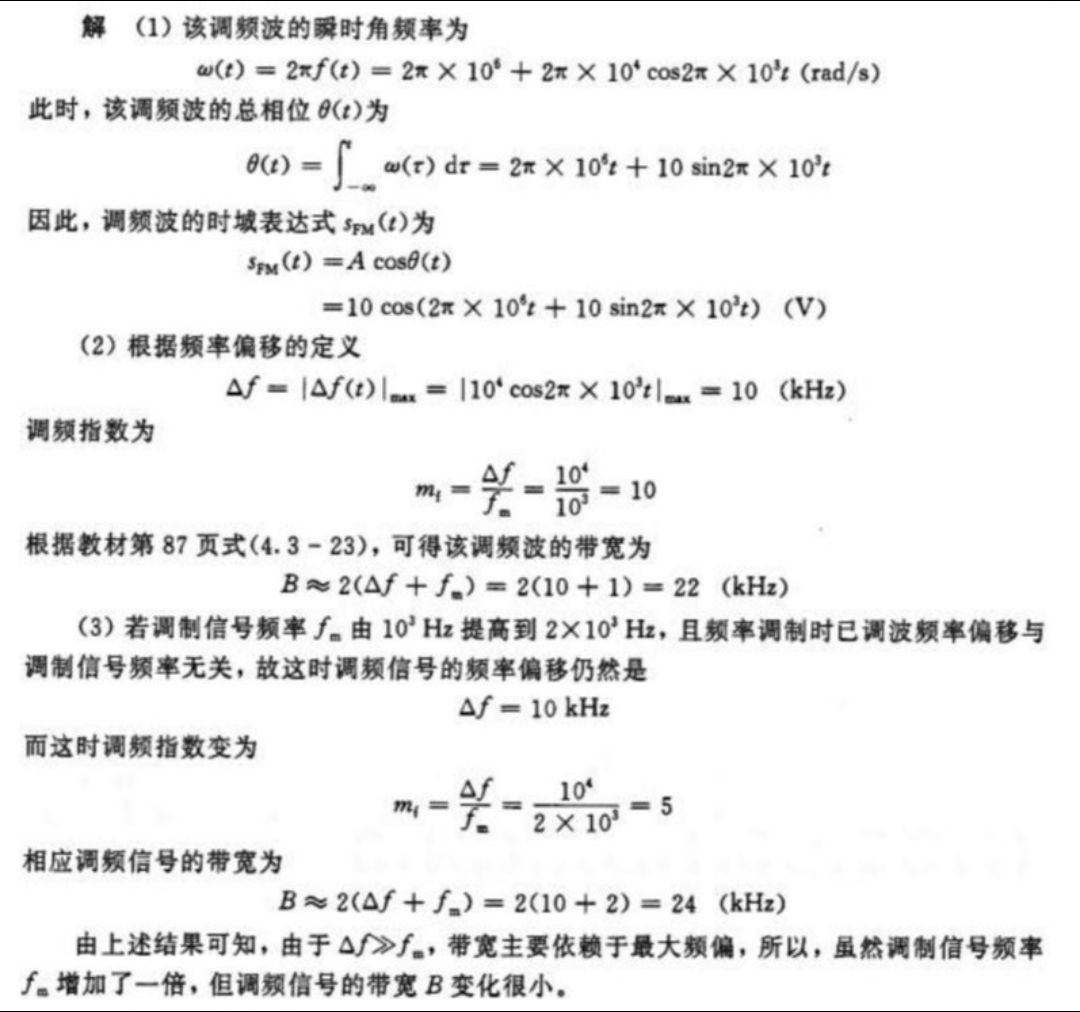 解 (1) 该调频波的瞬时角频率为
ω(t) = 2πf(t) = 2π × 10⁶ + 2π × 10⁴ cos2π × 10³t (rad/s)
此时，该调频波的总相位 θ(t)为
θ(t) = ∫₋∞ᵗ ω(τ) dτ = 2π × 10⁶t + 10 sin2π × 10³t
因此，调频波的时域表达式 s_FM(t)为
s_FM(t) = A cosθ(t)
=10 cos(2π × 10⁶t + 10 sin2π × 10³t) (V)
(2) 根据频率偏移的定义
Δf = |Δf(t)|_max = |10⁴ cos2π × 10³t|_max = 10 (kHz)
调频指数为
m_f = Δf/f_m = 10⁴/10³ = 10
根据教材第 87 页式(4.3-23)，可得该调频波的带宽为
B ≈ 2(Δf + f_m) = 2(10 + 1) = 22 (kHz)
(3) 若调制信号频率 f_m 由 10³ Hz 提高到 2×10³ Hz，且频率调制时已调波频率偏移与
调制信号频率无关，故这时调频信号的频率偏移仍然是
Δf = 10 kHz
而这时调频指数变为
m_f = Δf/f_m = 10⁴/(2 × 10³) = 5
相应调频信号的带宽为
B ≈ 2(Δf + f_m) = 2(10 + 2) = 24 (kHz)
由上述结果可知，由于 Δf≫f_m，带宽主要依赖于最大频偏，所以，虽然调制信号频率
f_m 增加了一倍，但调频信号的带宽 B 变化很小。